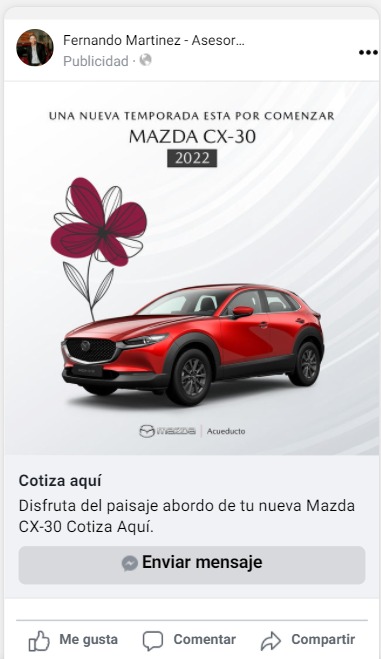 Fernando Martinez - Asesor...
Publicidad ·
UNA NUEVA TEMPORADA ESTA POR COMENZAR
MAZDA CX-30
2022
mazda | Acueducto
Cotiza aquí
Disfruta del paisaje abordo de tu nueva Mazda
CX-30 Cotiza Aquí.
Enviar mensaje
Me gusta Comentar Compartir